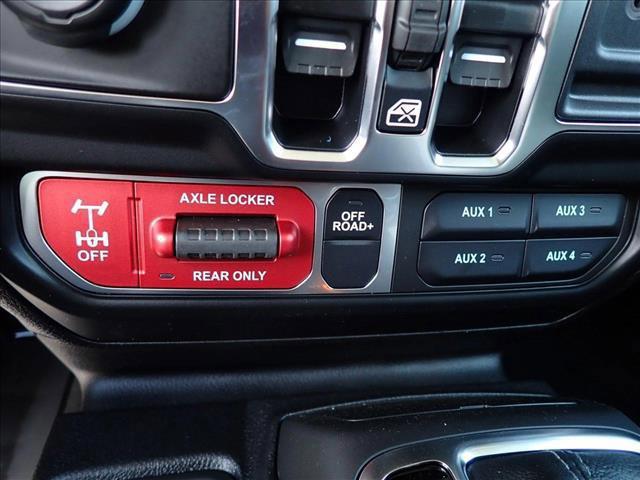 AXLE LOCKER
OFF
REAR ONLY
OFF
ROAD+
AUX 1
AUX 3
AUX 2
AUX 4